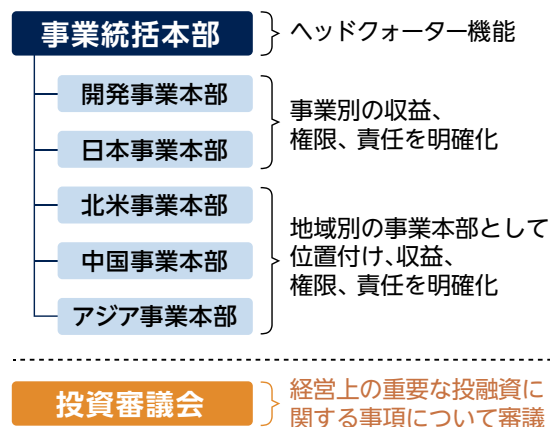 事業統括本部
ヘッドクォーター機能
開発事業本部
日本事業本部
事業別の収益、
権限、責任を明確化
北米事業本部
中国事業本部
アジア事業本部
地域別の事業本部として
位置付け、収益、
権限、責任を明確化
投資審議会
経営上の重要な投融資に
関する事項について審議